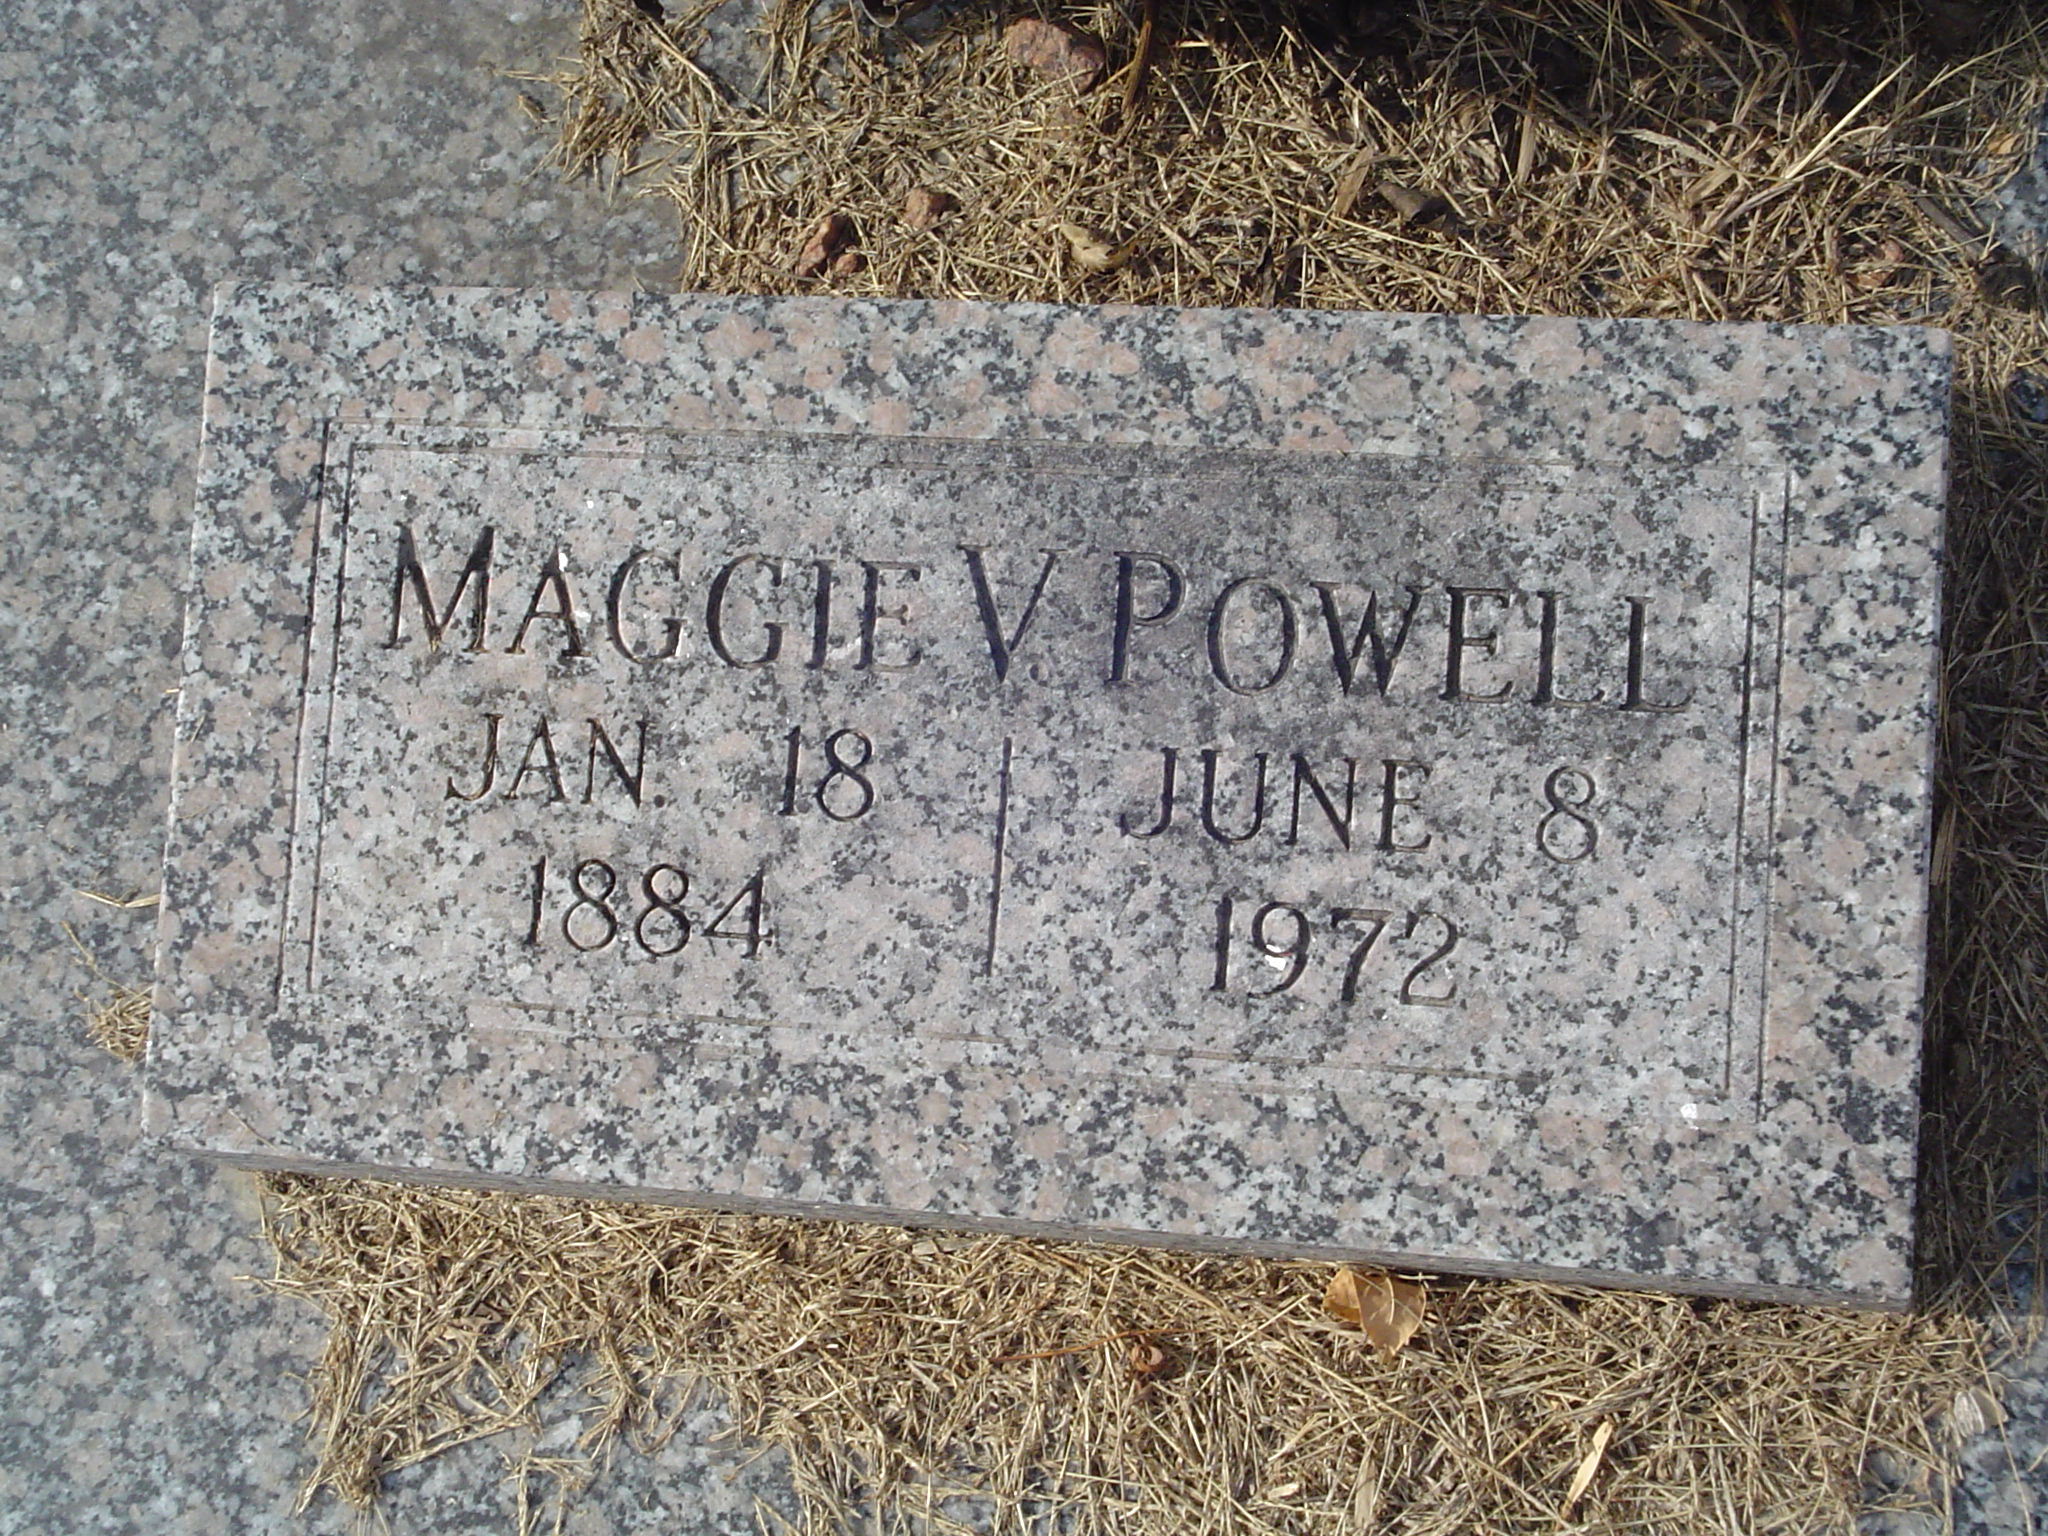 MAGGIE V. POWELL
JAN. 18 JUNE 8
1884 1972